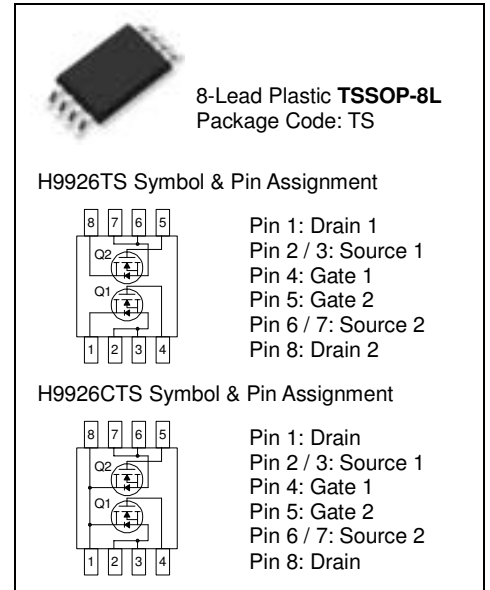 8-Lead Plastic TSSOP-8L
Package Code: TS
H9926TS Symbol & Pin Assignment
8 7 6 5
Q2
Q1
1 2 3 4
Pin 1: Drain 1
Pin 2 / 3: Source 1
Pin 4: Gate 1
Pin 5: Gate 2
Pin 6 / 7: Source 2
Pin 8: Drain 2
H9926CTS Symbol & Pin Assignment
8 7 6 5
Q2
Q1
1 2 3 4
Pin 1: Drain
Pin 2 / 3: Source 1
Pin 4: Gate 1
Pin 5: Gate 2
Pin 6 / 7: Source 2
Pin 8: Drain